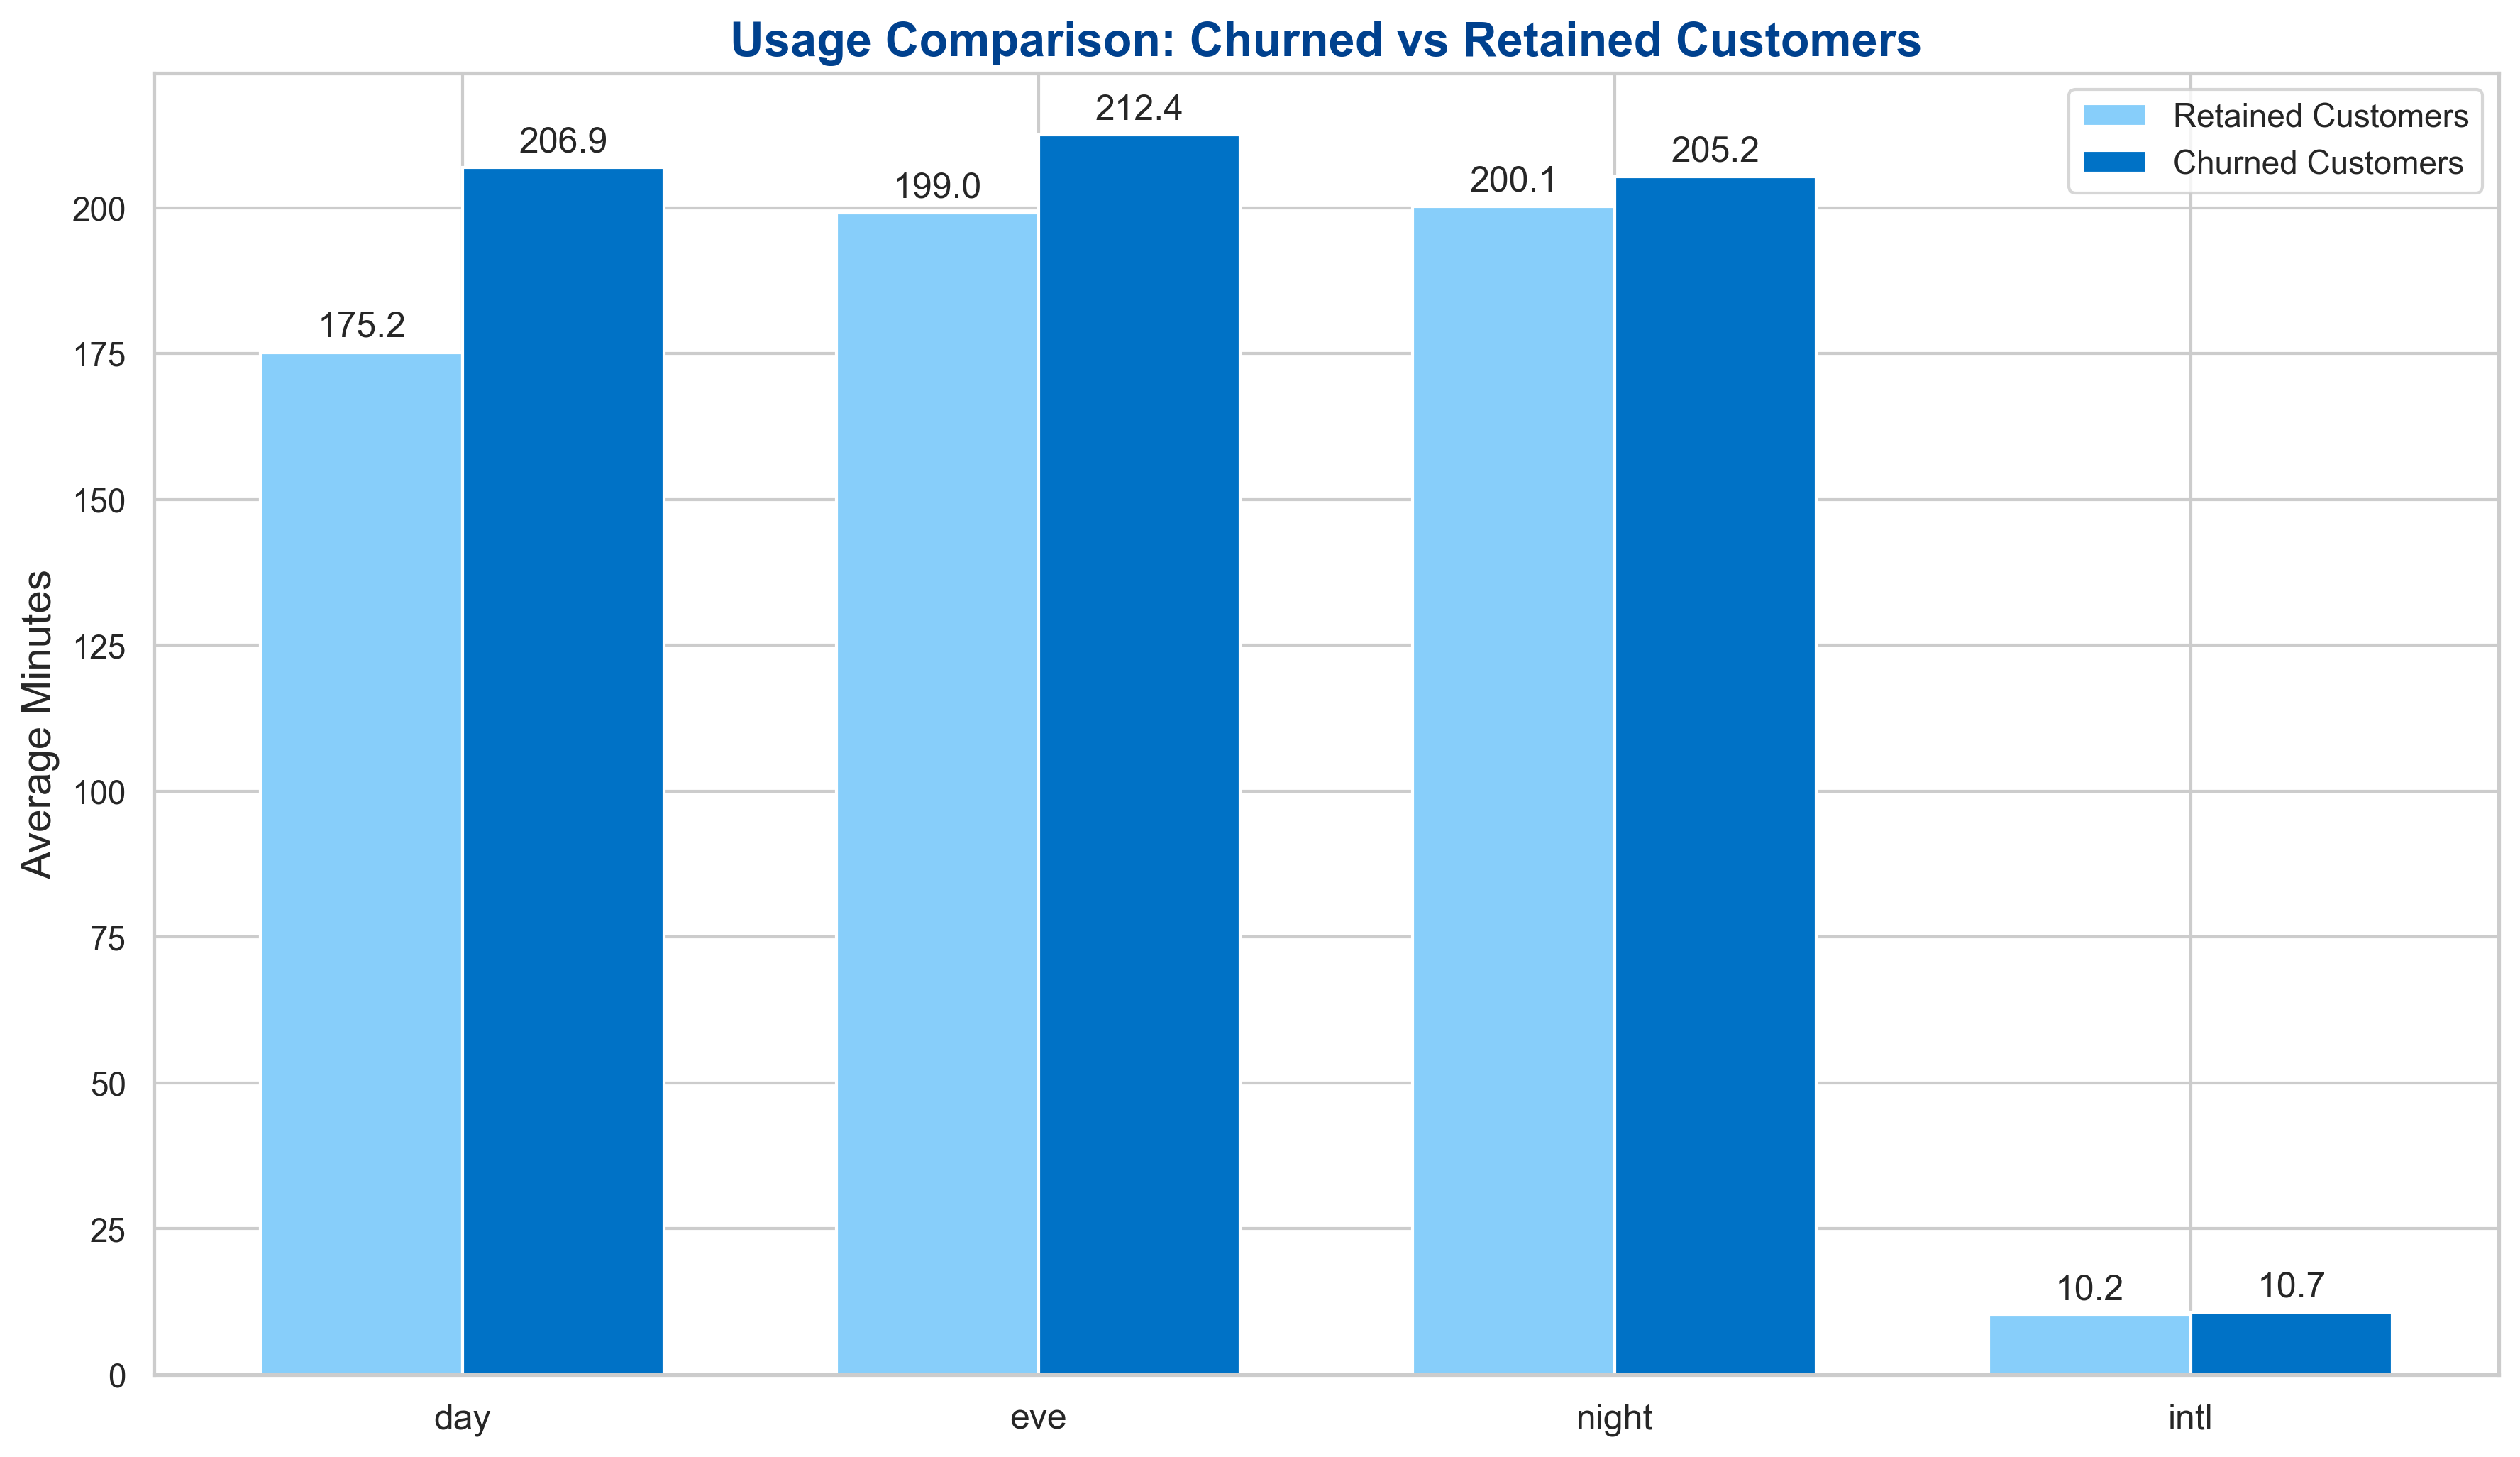 Usage Comparison: Churned vs Retained Customers
Retained Customers
Churned Customers
Average Minutes
200
175
150
125
100
75
50
25
0
175.2
206.9
199.0
212.4
200.1
205.2
10.2
10.7
day
eve
night
intl